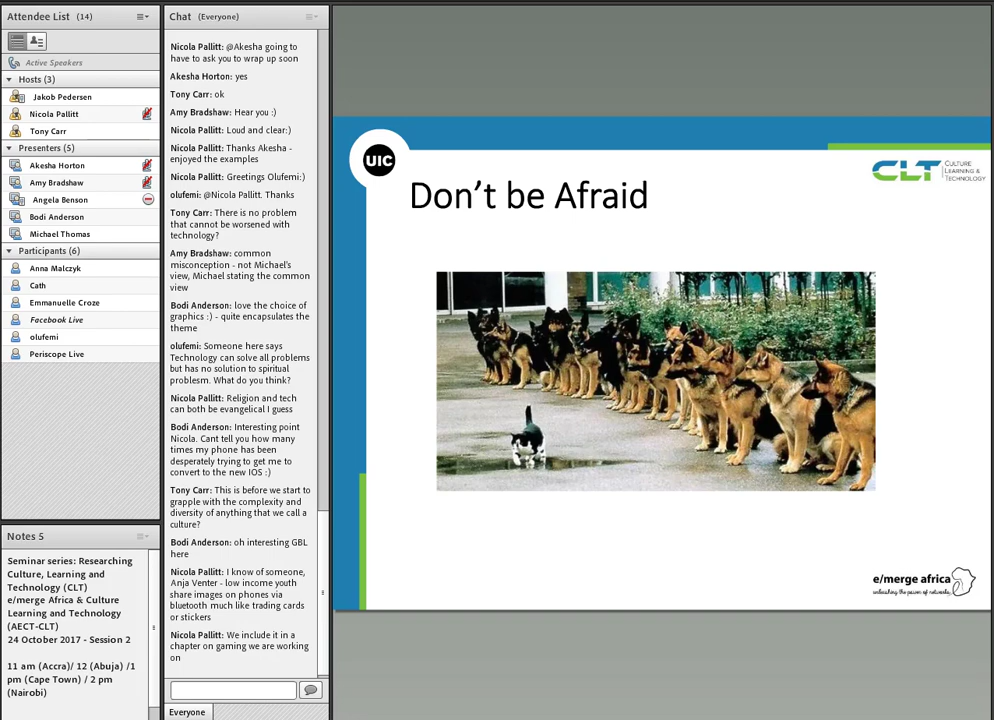 Attendee List (14)
Active Speakers
Hosts (3)
Jakob Pedersen
Nicola Pallitt
Tony Carr
Presenters (5)
Akesha Horton
Amy Bradshaw
Angela Benson
Bodi Anderson
Michael Thomas
Participants (6)
Anna Malczyk
Cath
Emmanuelle Croze
Facebook Live
olufemi
Periscope Live
Notes 5
Seminar series: Researching
Culture, Learning and
Technology (CLT)
e/merge Africa & Culture
Learning and Technology
(AECT-CLT)
24 October 2017 - Session 2
11 am (Accra)/ 12 (Abuja) /1
pm (Cape Town) / 2 pm
(Nairobi)
Chat (Everyone)
Nicola Pallitt: @Akesha going to
have to ask you to wrap up soon
Akesha Horton: yes
Tony Carr: ok
Amy Bradshaw: Hear you :)
Nicola Pallitt: Loud and clear:)
Nicola Pallitt: Thanks Akesha -
enjoyed the examples
Nicola Pallitt: Greetings Olufemi:)
olufemi: @Nicola Pallitt. Thanks
Tony Carr: There is no problem
that cannot be worsened with
technology?
Amy Bradshaw: common
misconception - not Michael's
view, Michael stating the common
view
Bodi Anderson: love the choice of
graphics :) - quite encapsulates the
theme
olufemi: Someone here says
Technology can solve all problems
but has no solution to spiritual
problesm. What do you think?
Nicola Pallitt: Religion and tech
can both be evangelical I guess
Bodi Anderson: Interesting point
Nicola. Cant tell you how many
times my phone has been
desperately trying to get me to
convert to the new IOS :)
Tony Carr: This is before we start to
grapple with the complexity and
diversity of anything that we call a
culture?
Bodi Anderson: oh interesting GBL
here
Nicola Pallitt: I know of someone,
Anja Venter - low income youth
share images on phones via
bluetooth much like trading cards
or stickers
Nicola Pallitt: We include it in a
chapter on gaming we are working
on
Everyone
UIC
Don't be Afraid
CLT CULTURE
LEARNING &
TECHNOLOGY
e/merge africa
unleashing the power of networks